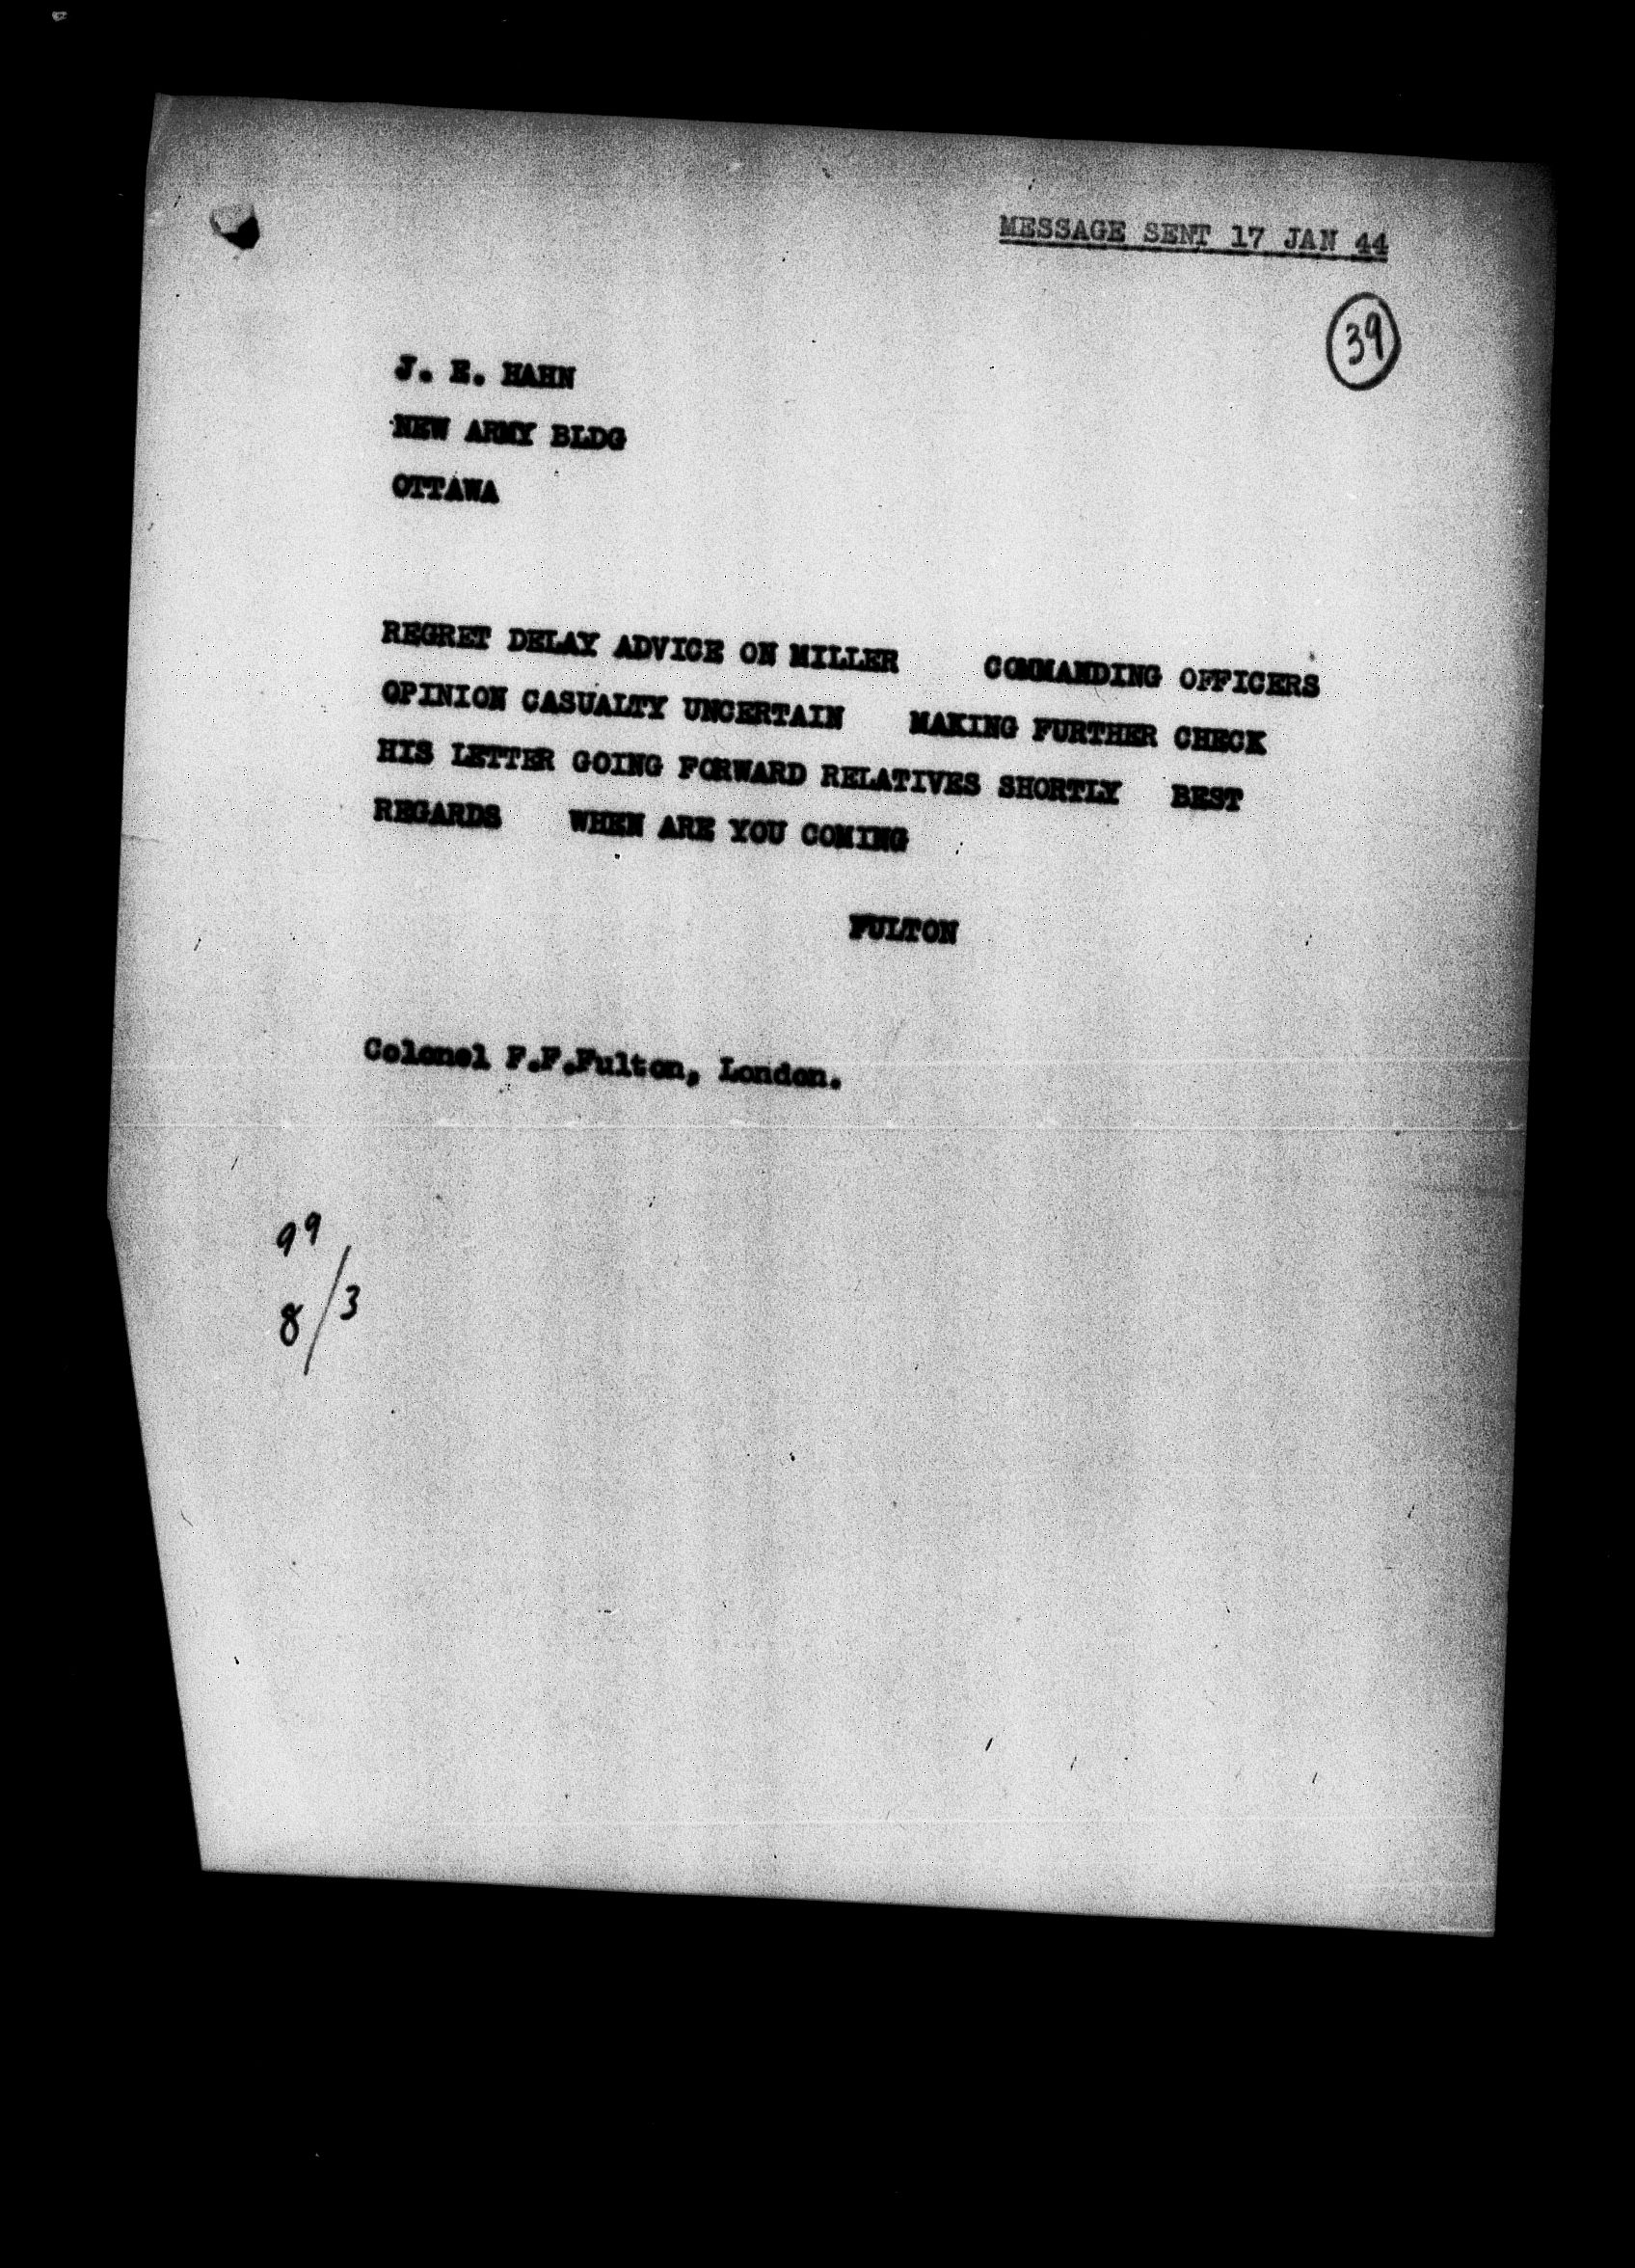 MESSAGE SENT 17 JAN 44
39
J. E. HAHN
NEW ARMY BLDG
OTTAWA
REGRET DELAY ADVICE ON MILLER COMMANDING OFFICERS
OPINION CASUALTY UNCERTAIN MAKING FURTHER CHECK
HIS LETTER GOING FORWARD RELATIVES SHORTLY BEST
REGARDS WHEN ARE YOU COMING
FULTON
Colonel F.F.Fulton, London.
99
8/3